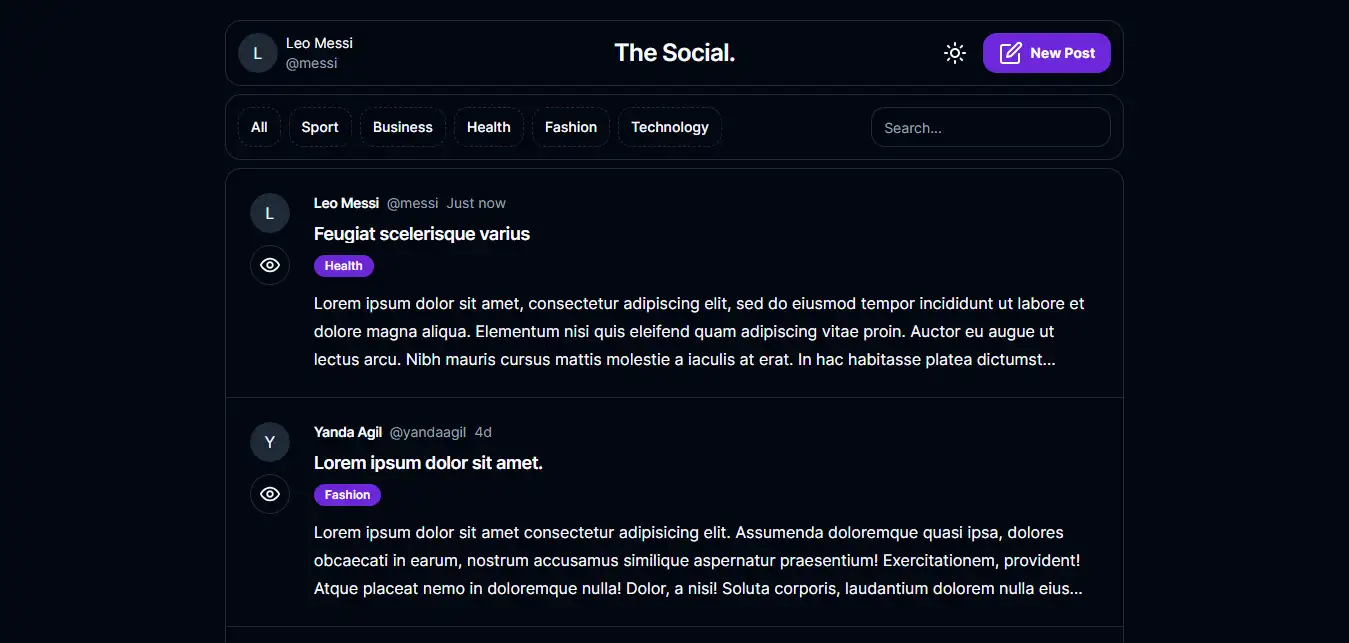 L
Leo Messi
@messi
The Social.
New Post
All Sport Business Health Fashion Technology
Search...
L
Leo Messi @messi Just now
Feugiat scelerisque varius
Health
Lorem ipsum dolor sit amet, consectetur adipiscing elit, sed do eiusmod tempor incididunt ut labore et
dolore magna aliqua. Elementum nisi quis eleifend quam adipiscing vitae proin. Auctor eu augue ut
lectus arcu. Nibh mauris cursus mattis molestie a iaculis at erat. In hac habitasse platea dictumst...
Y
Yanda Agil @yandaagil 4d
Lorem ipsum dolor sit amet.
Fashion
Lorem ipsum dolor sit amet consectetur adipisicing elit. Assumenda doloremque quasi ipsa, dolores
obcaecati in earum, nostrum accusamus similique aspernatur praesentium! Exercitationem, provident!
Atque placeat nemo in doloremque nulla! Dolor, a nisi! Soluta corporis, laudantium dolorem nulla eius...